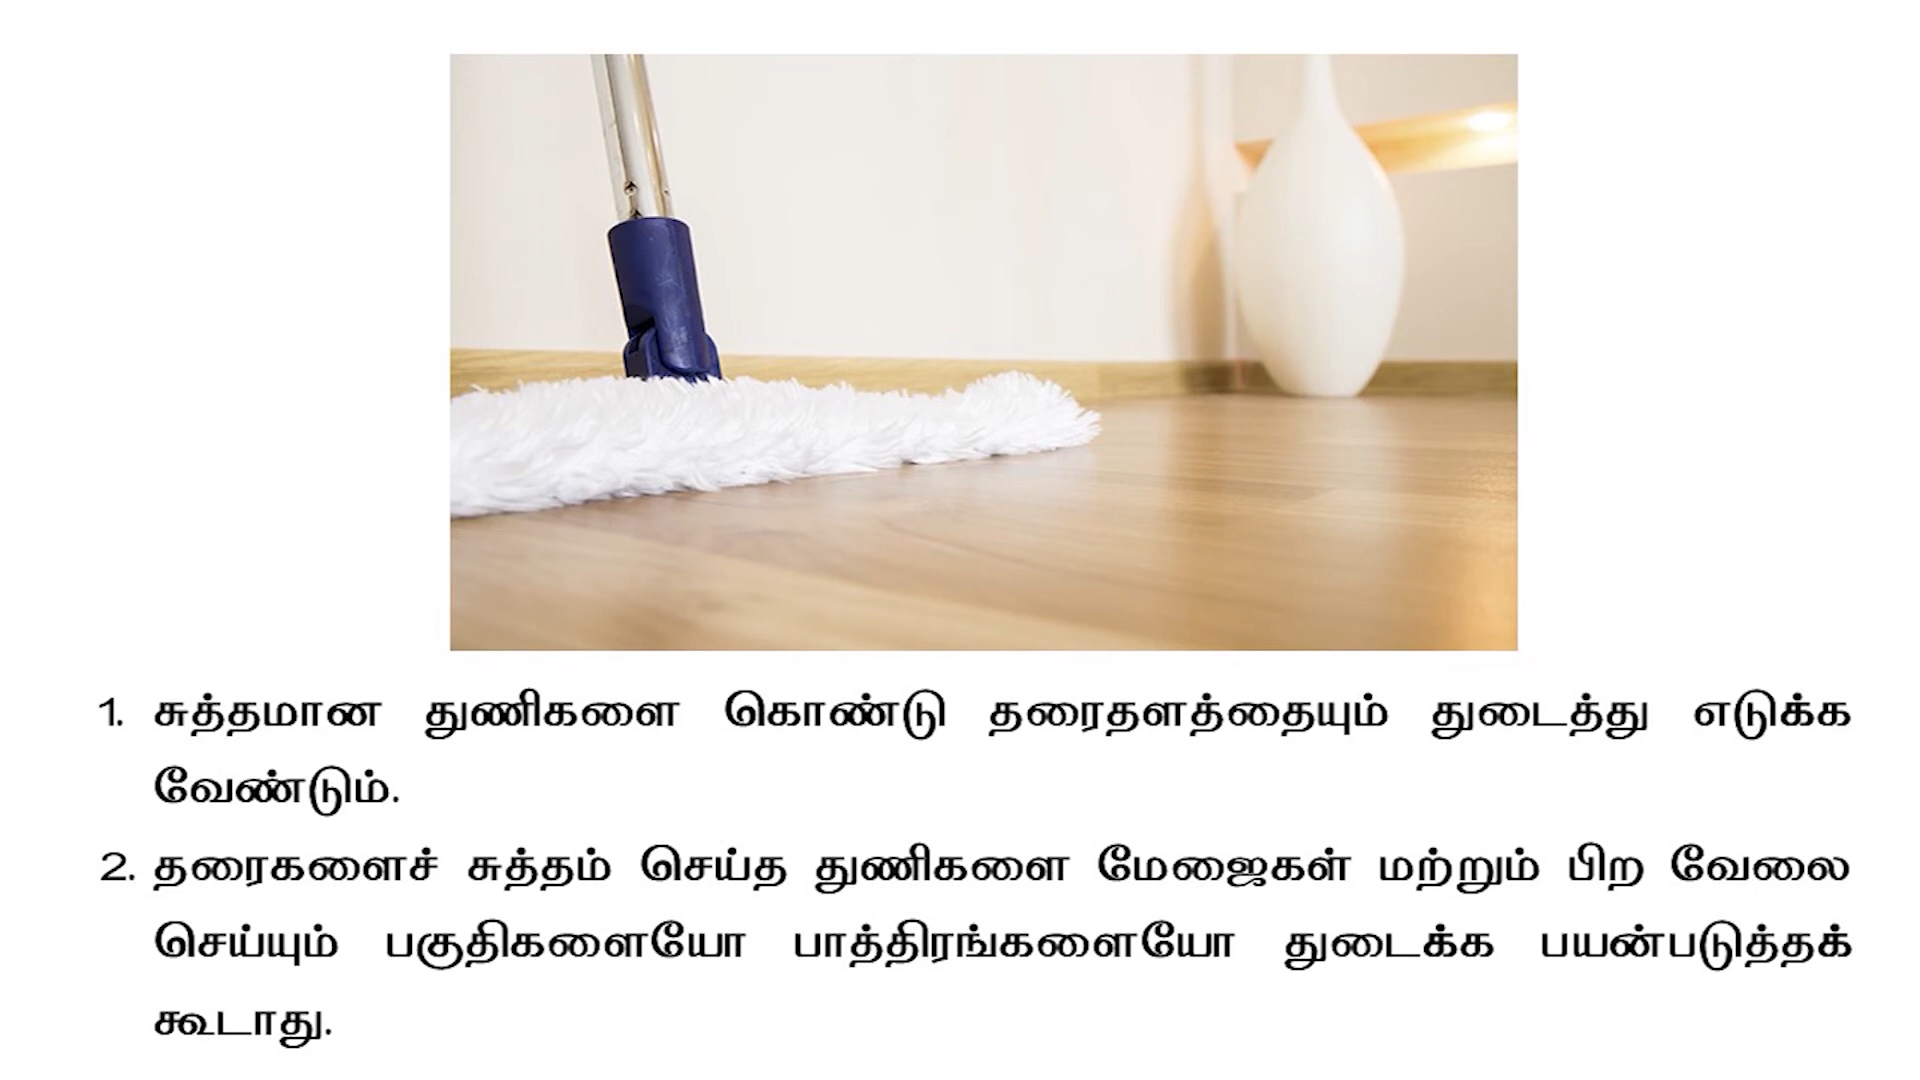 1. சுத்தமான துணிகளை கொண்டு தரைதளத்தையும் துடைத்து எடுக்க
வேண்டும்.
2. தரைகளைச் சுத்தம் செய்த துணிகளை மேஜைகள் மற்றும் பிற வேலை
செய்யும் பகுதிகளையோ பாத்திரங்களையோ துடைக்க பயன்படுத்தக்
கூடாது.